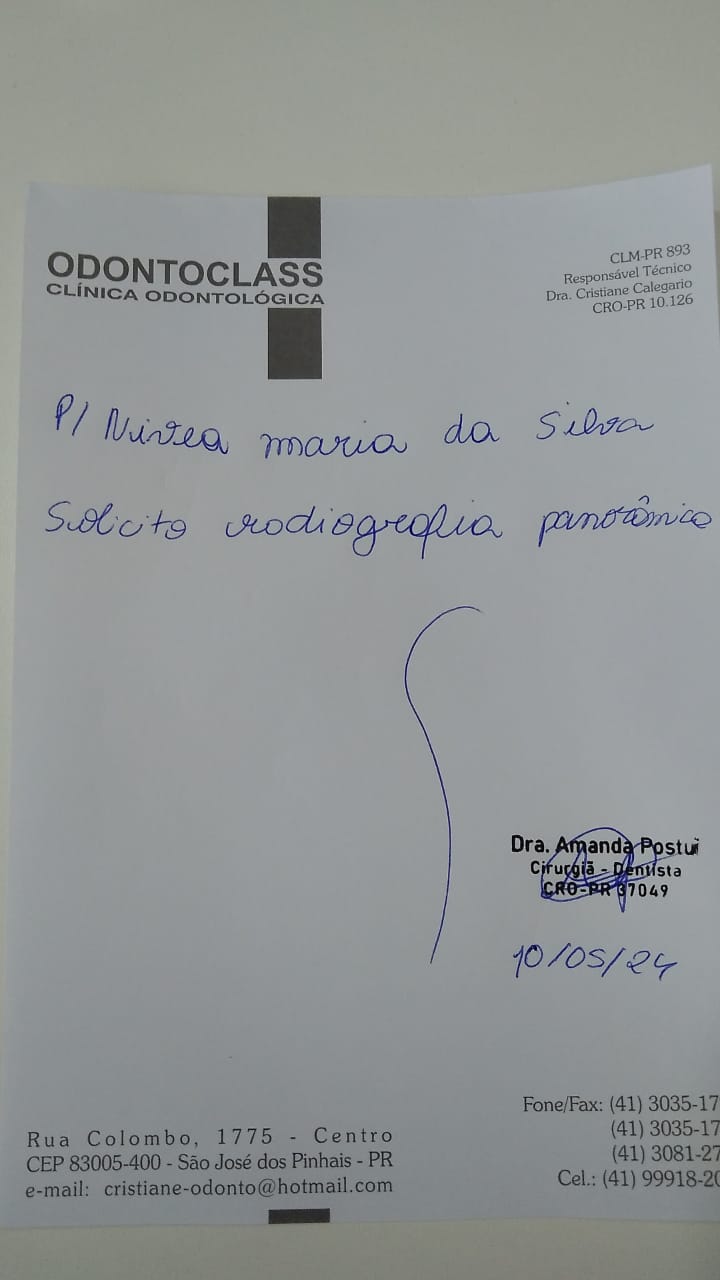 ODONTOCLASS
CLÍNICA ODONTOLÓGICA
CLM-PR 893
Responsável Técnico
Dra. Cristiane Calegario
CRO-PR 10.126
P/ Nivea maria da Silva
Solicito radiografia panorâmica
Dra. Amanda Postui
Cirurgiã - Dentista
CRO-PR 37049
10/05/24
Rua Colombo, 1775 - Centro
CEP 83005-400 - São José dos Pinhais - PR
e-mail: cristiane-odonto@hotmail.com
Fone/Fax: (41) 3035-17
(41) 3035-17
(41) 3081-27
Cel.: (41) 99918-20